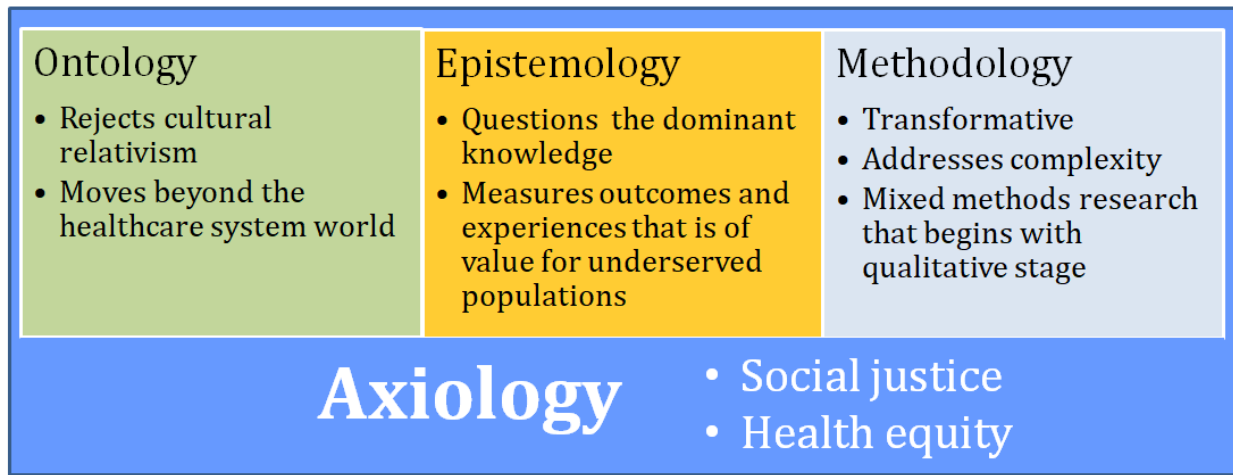 Ontology
• Rejects cultural
relativism
• Moves beyond the
healthcare system world
Epistemology
• Questions the dominant
knowledge
• Measures outcomes and
experiences that is of
value for underserved
populations
Methodology
• Transformative
• Addresses complexity
• Mixed methods research
that begins with
qualitative stage
Axiology
• Social justice
• Health equity